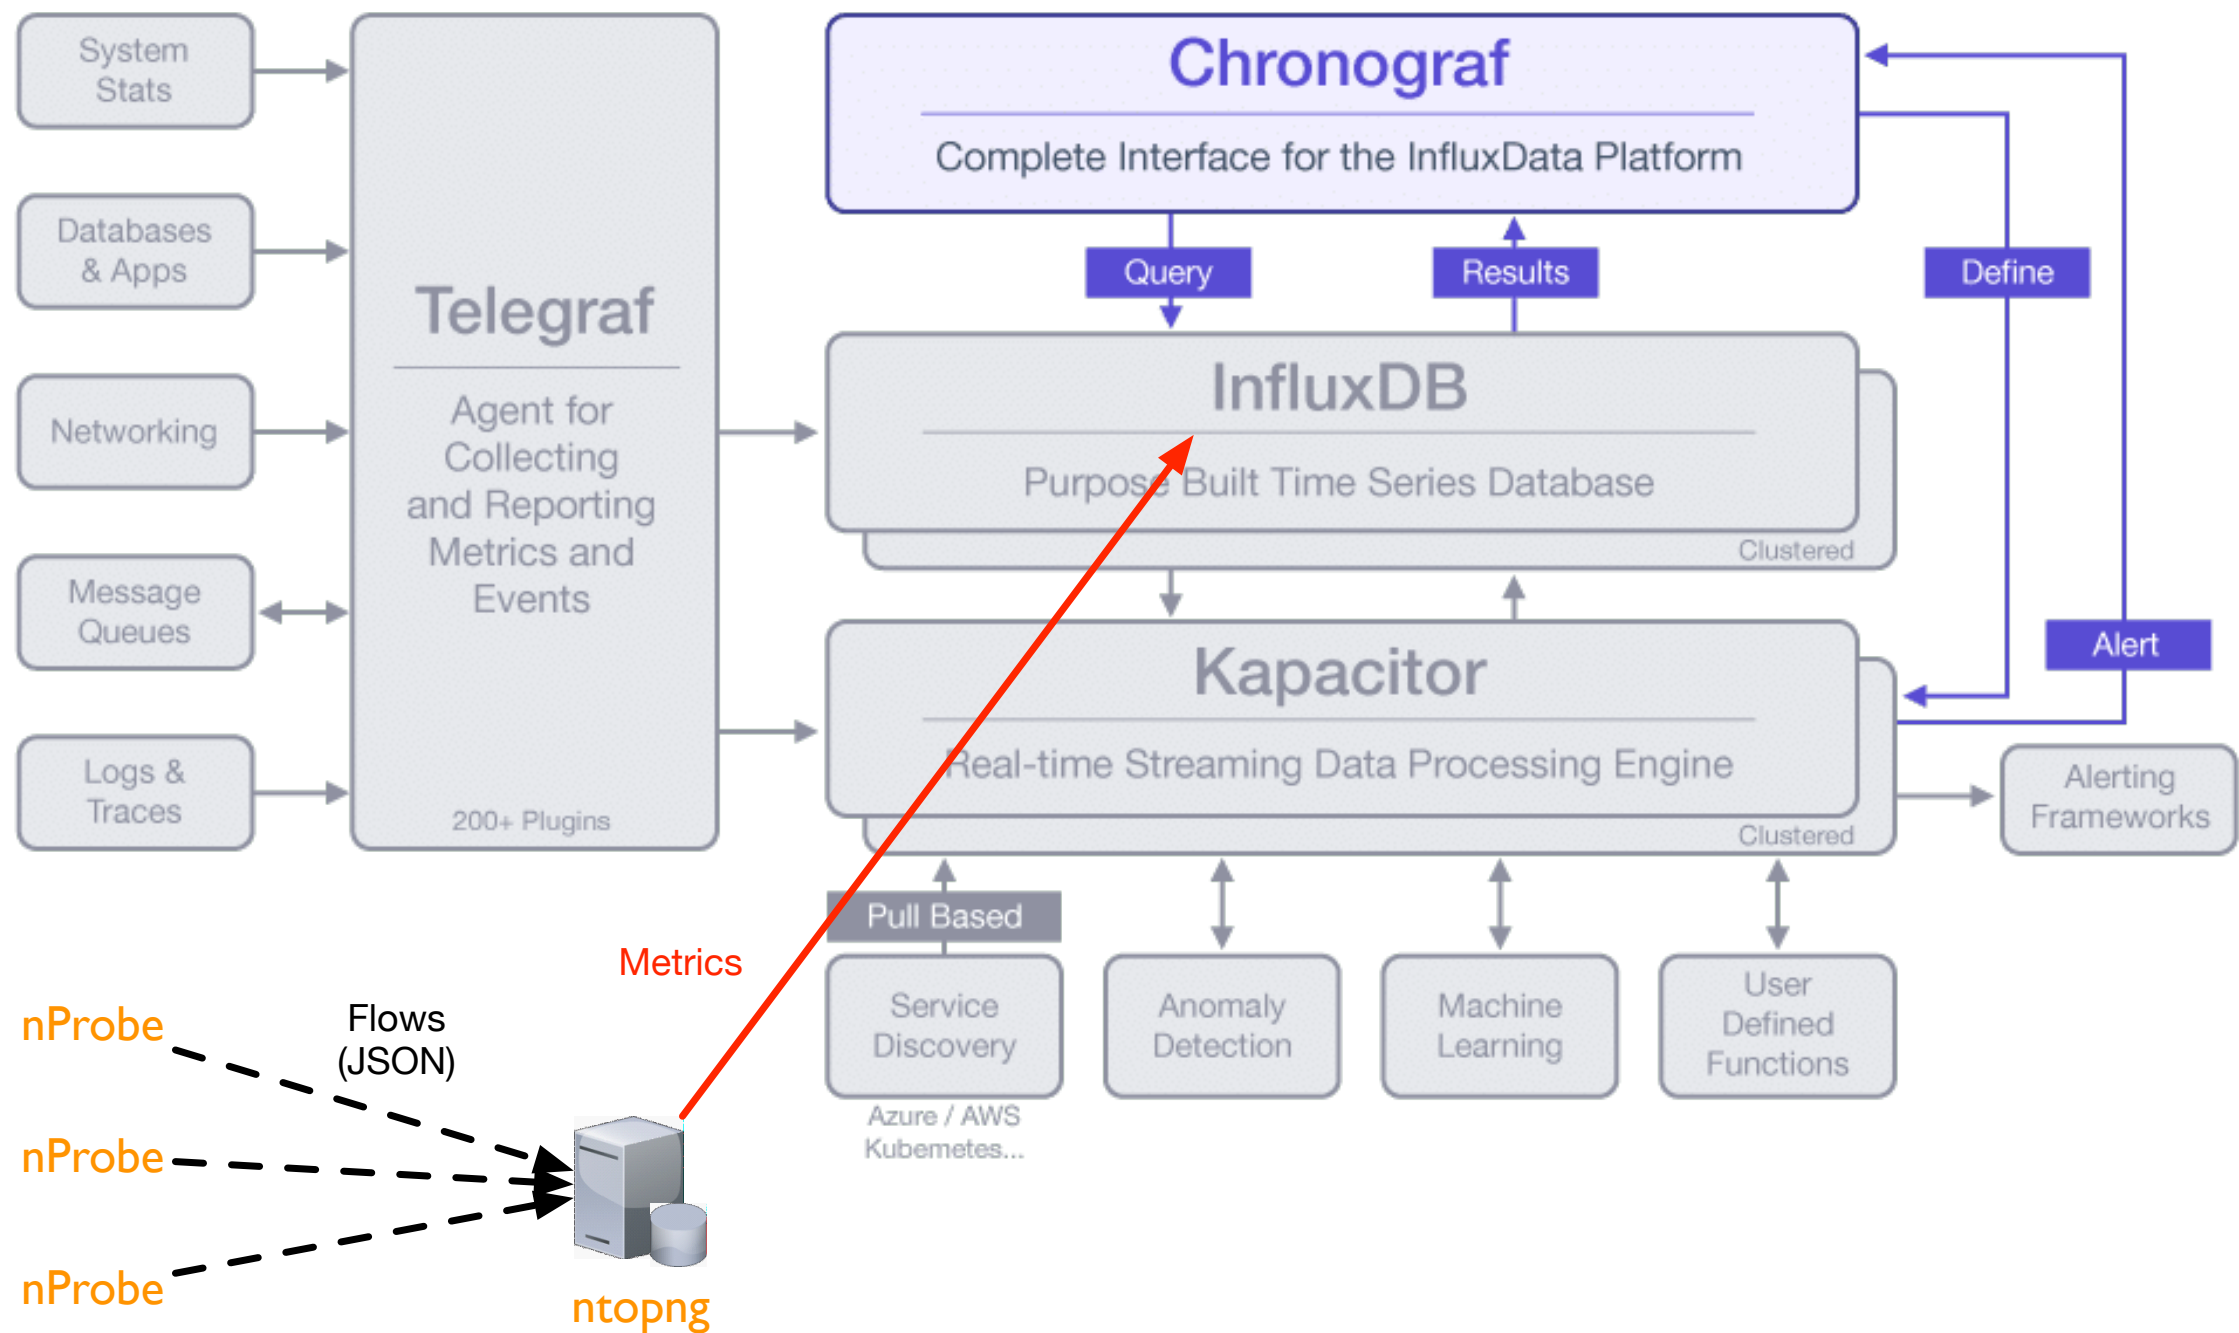 System
Stats
Databases
& Apps
Networking
Message
Queues
Logs &
Traces
Telegraf
Agent for
Collecting
and Reporting
Metrics and
Events
200+ Plugins
Chronograf
Complete Interface for the InfluxData Platform
Query
Results
Define
InfluxDB
Purpose Built Time Series Database
Clustered
Alert
Kapacitor
Real-time Streaming Data Processing Engine
Clustered
Alerting
Frameworks
Pull Based
Service
Discovery
Azure / AWS
Kubernetes...
Anomaly
Detection
Machine
Learning
User
Defined
Functions
Metrics
Flows
(JSON)
nProbe
nProbe
nProbe
ntopng